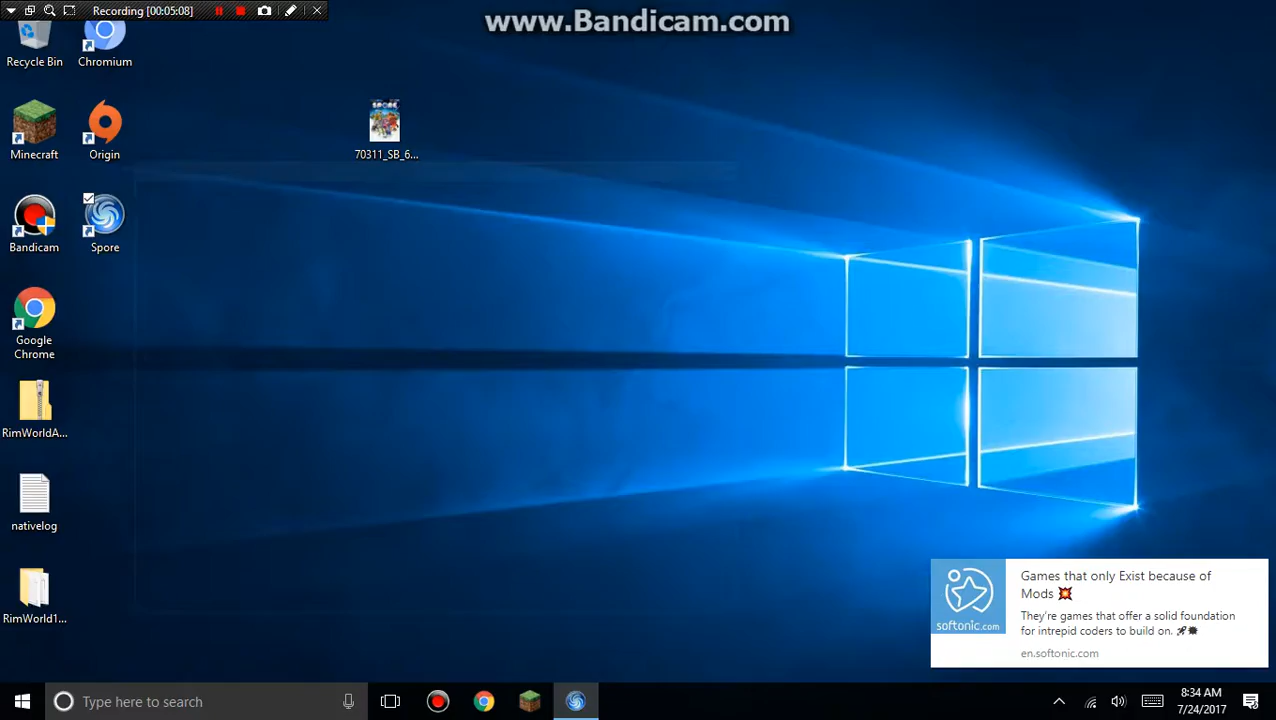 Recording [00:05:08]
www.Bandicam.com
Recycle Bin
Chromium
Minecraft
Origin
SPORE
70311_SB_6...
Bandicam
Spore
Google
Chrome
RimWorldA...
nativelog
RimWorld1...
Games that only Exist because of
Mods 💥
They're games that offer a solid foundation
for intrepid coders to build on. 🚀✹
en.softonic.com
softonic.com
Type here to search
8:34 AM
7/24/2017